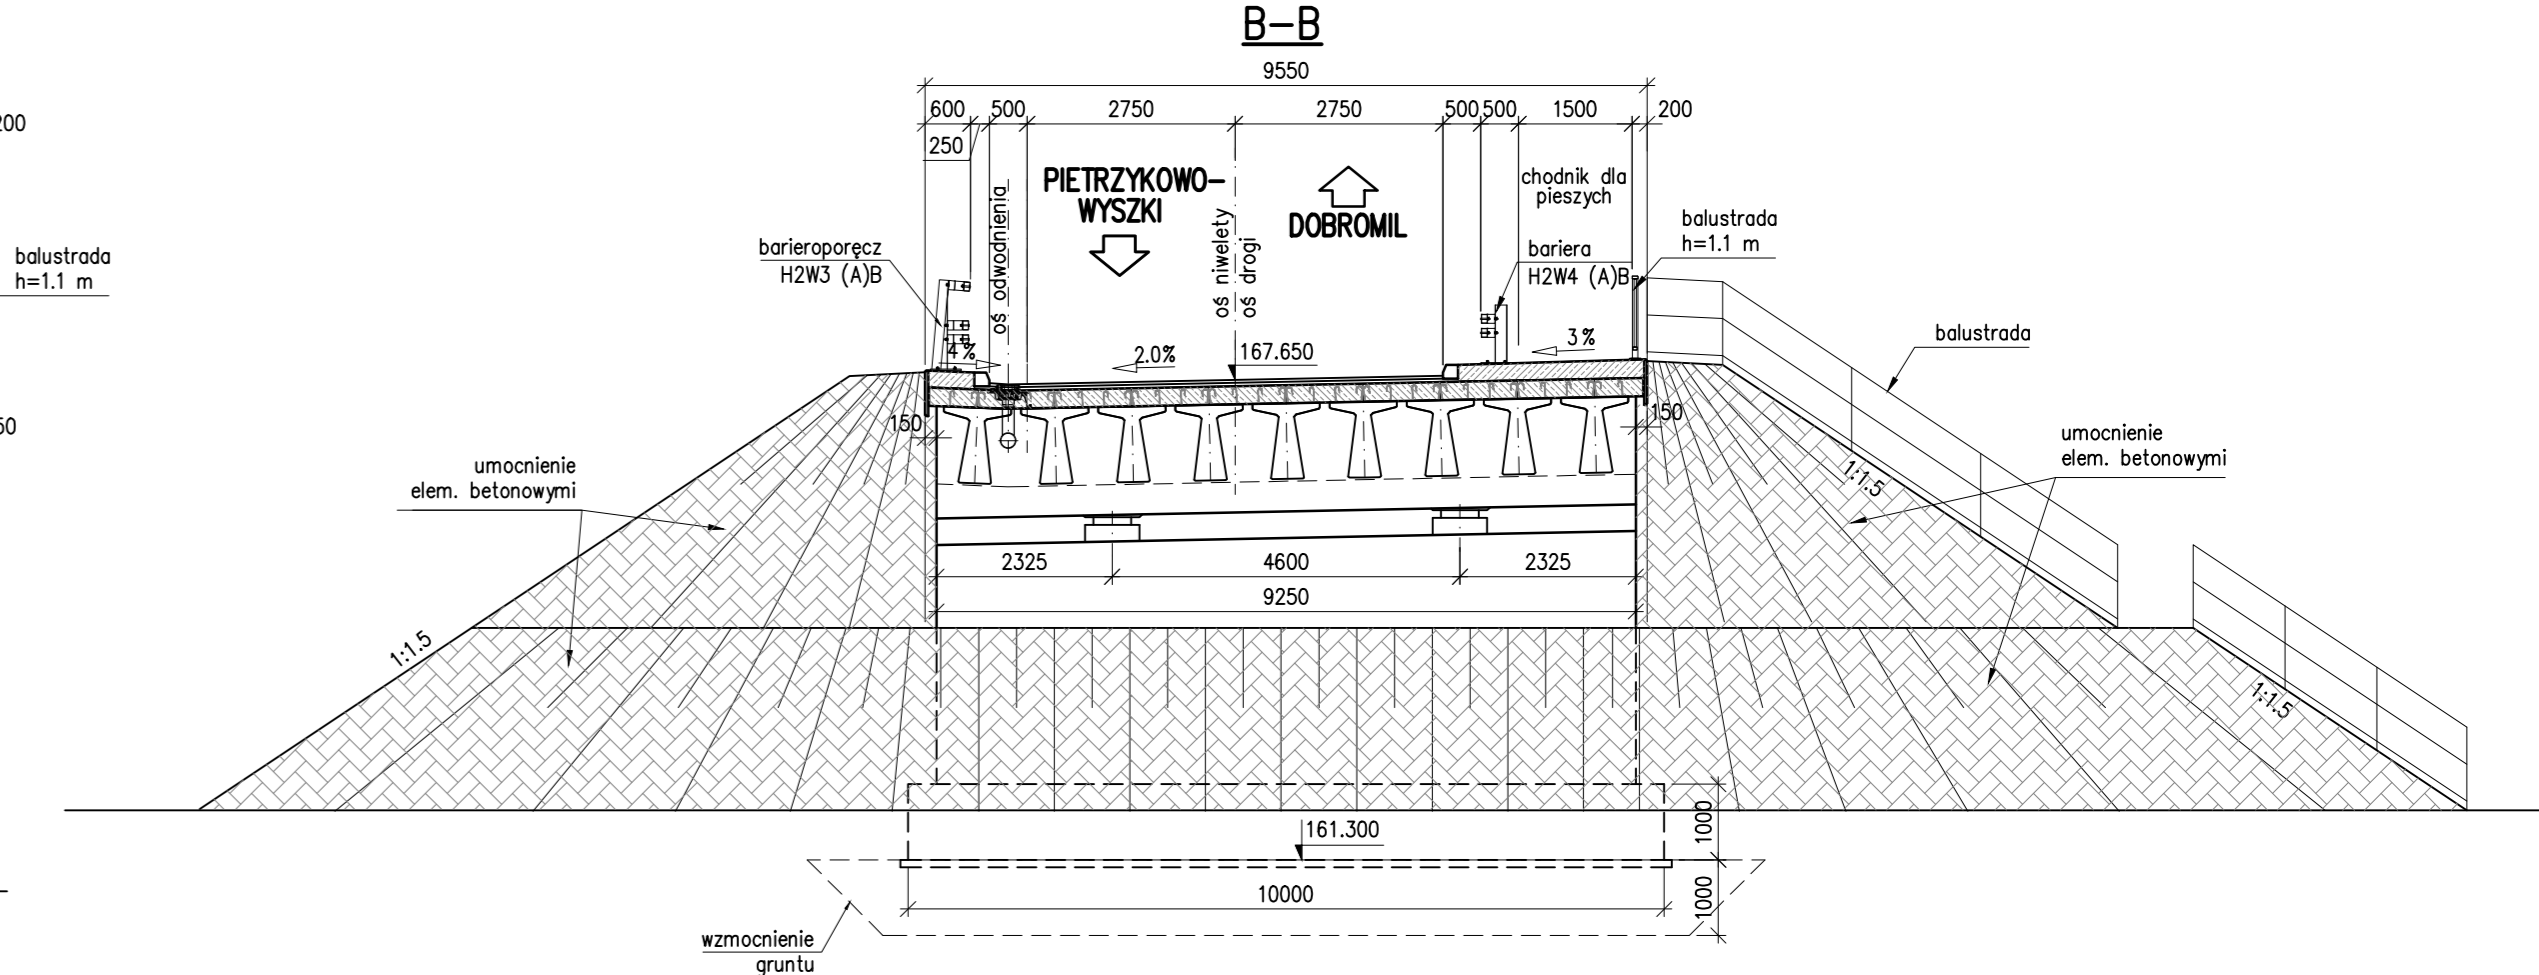 B-B
9550
600 500 2750 2750 500 500 1500 200
250
200
PIETRZYKOWO-
WYSZKI
DOBROMIL
chodnik dla
pieszych
oś odwodnienia
oś niwelety
oś drogi
balustrada
h=1.1 m
balustrada
h=1.1 m
barieroporęcz
H2W3 (A)B
bariera
H2W4 (A)B
balustrada
4%
2.0%
167.650
3%
150
150
50
umocnienie
elem. betonowymi
umocnienie
elem. betonowymi
1:1.5
1:1.5
1:1.5
1:1.5
2325 4600 2325
9250
161.300
1000
1000
10000
wzmocnienie
gruntu